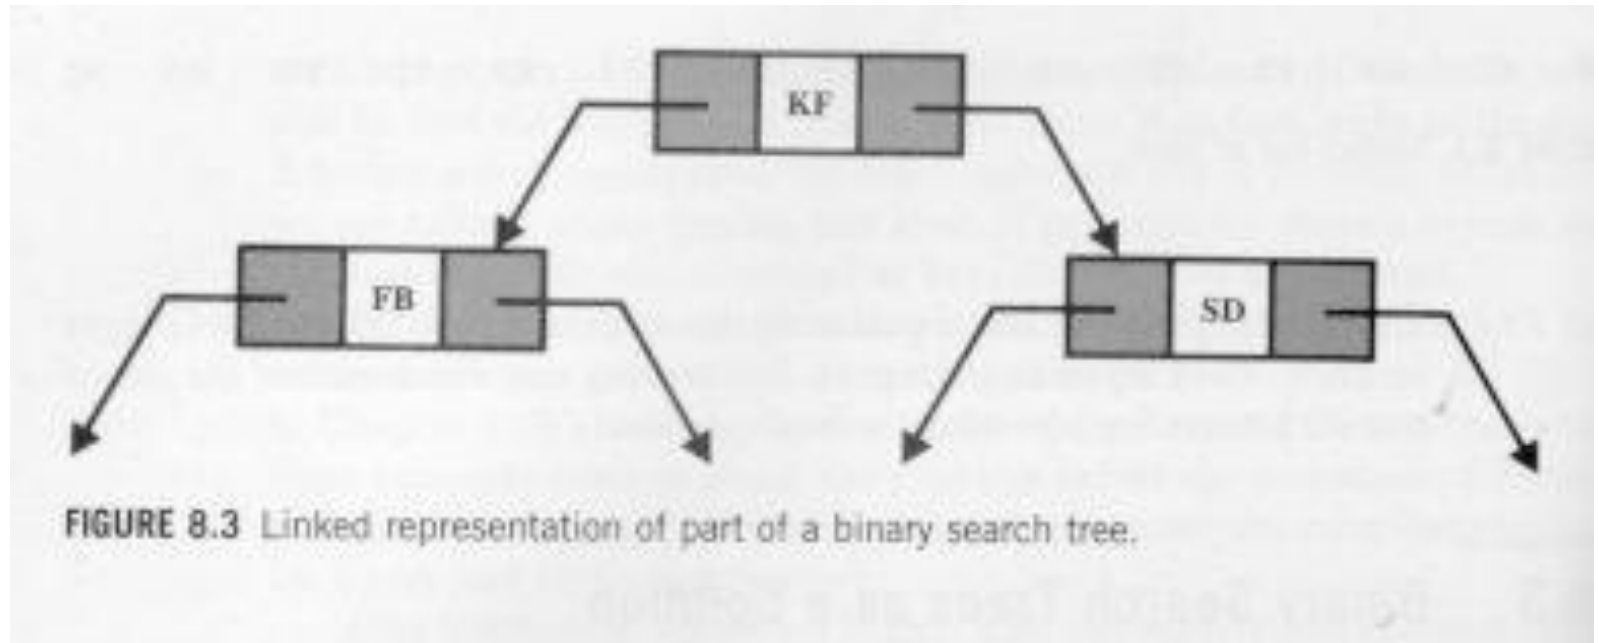 KF
FB
SD
FIGURE 8.3 Linked representation of part of a binary search tree.